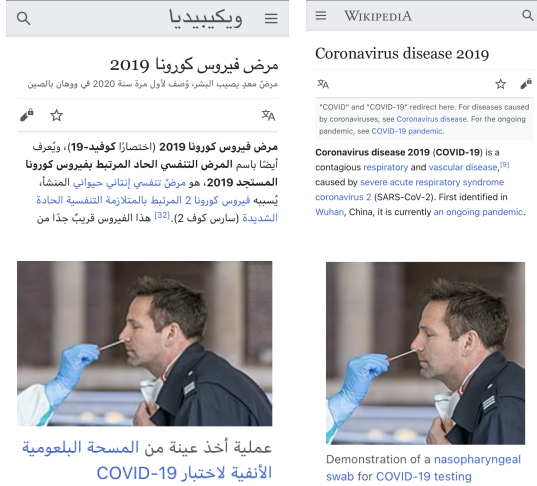 ويكيبيديا
مرض فيروس كورونا 2019
مرضٌ معدٍ يصيب البشر، وُصف لأول مرة سنة 2020 في ووهان بالصين
مرض فيروس كورونا 2019 (اختصارًا كوفيد-19)، ويُعرف
أيضًا باسم المرض التنفسي الحاد المرتبط بفيروس كورونا
المستجد 2019، هو مرضٌ تنفسي إنتاني حيواني المنشأ،
يُسببه فيروس كورونا 2 المرتبط بالمتلازمة التنفسية الحادة
الشديدة (سارس كوف 2).[32] هذا الفيروس قريبٌ جدًا من
عملية أخذ عينة من المسحة البلعومية
الأنفية لاختبار COVID-19
WIKIPEDIA
Coronavirus disease 2019
"COVID" and "COVID-19" redirect here. For diseases caused
by coronaviruses, see Coronavirus disease. For the ongoing
pandemic, see COVID-19 pandemic.
Coronavirus disease 2019 (COVID-19) is a
contagious respiratory and vascular disease,[9]
caused by severe acute respiratory syndrome
coronavirus 2 (SARS-CoV-2). First identified in
Wuhan, China, it is currently an ongoing pandemic.
Demonstration of a nasopharyngeal
swab for COVID-19 testing